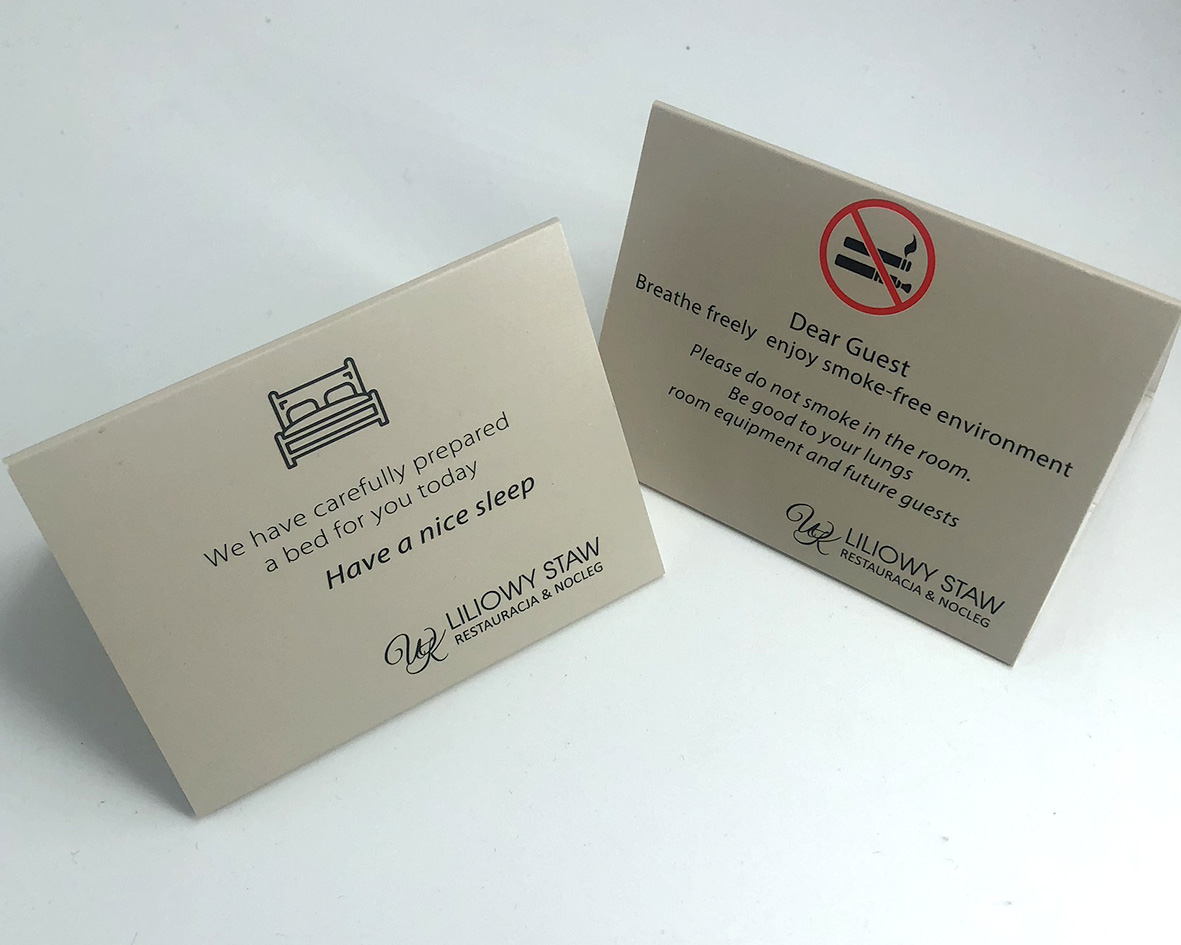 We have carefully prepared
a bed for you today
Have a nice sleep
LILIOWY STAW
RESTAURACJA & NOCLEG
Dear Guest
Breathe freely enjoy smoke-free environment
Please do not smoke in the room.
Be good to your lungs
room equipment and future guests
LILIOWY STAW
RESTAURACJA & NOCLEG